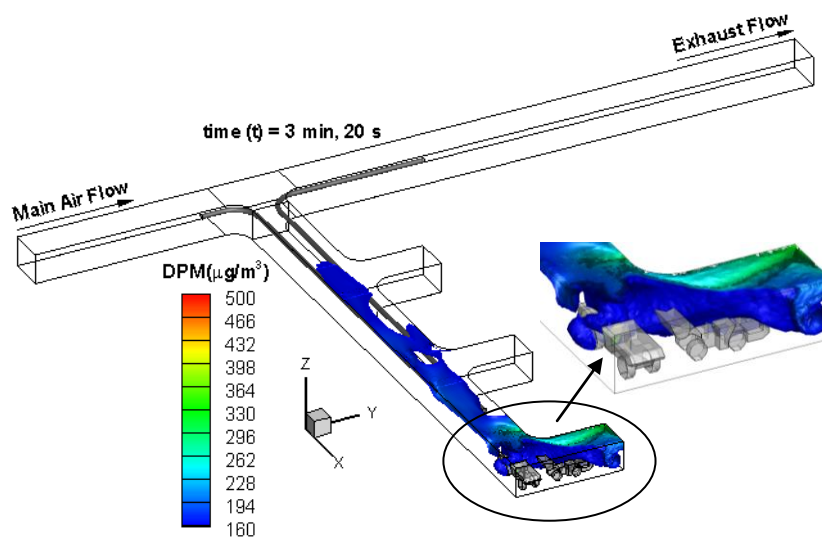 Exhaust Flow
time (t) = 3 min, 20 s
Main Air Flow
DPM(μg/m³)
500
466
432
398
364
330
296
262
228
194
160
Z
Y
X